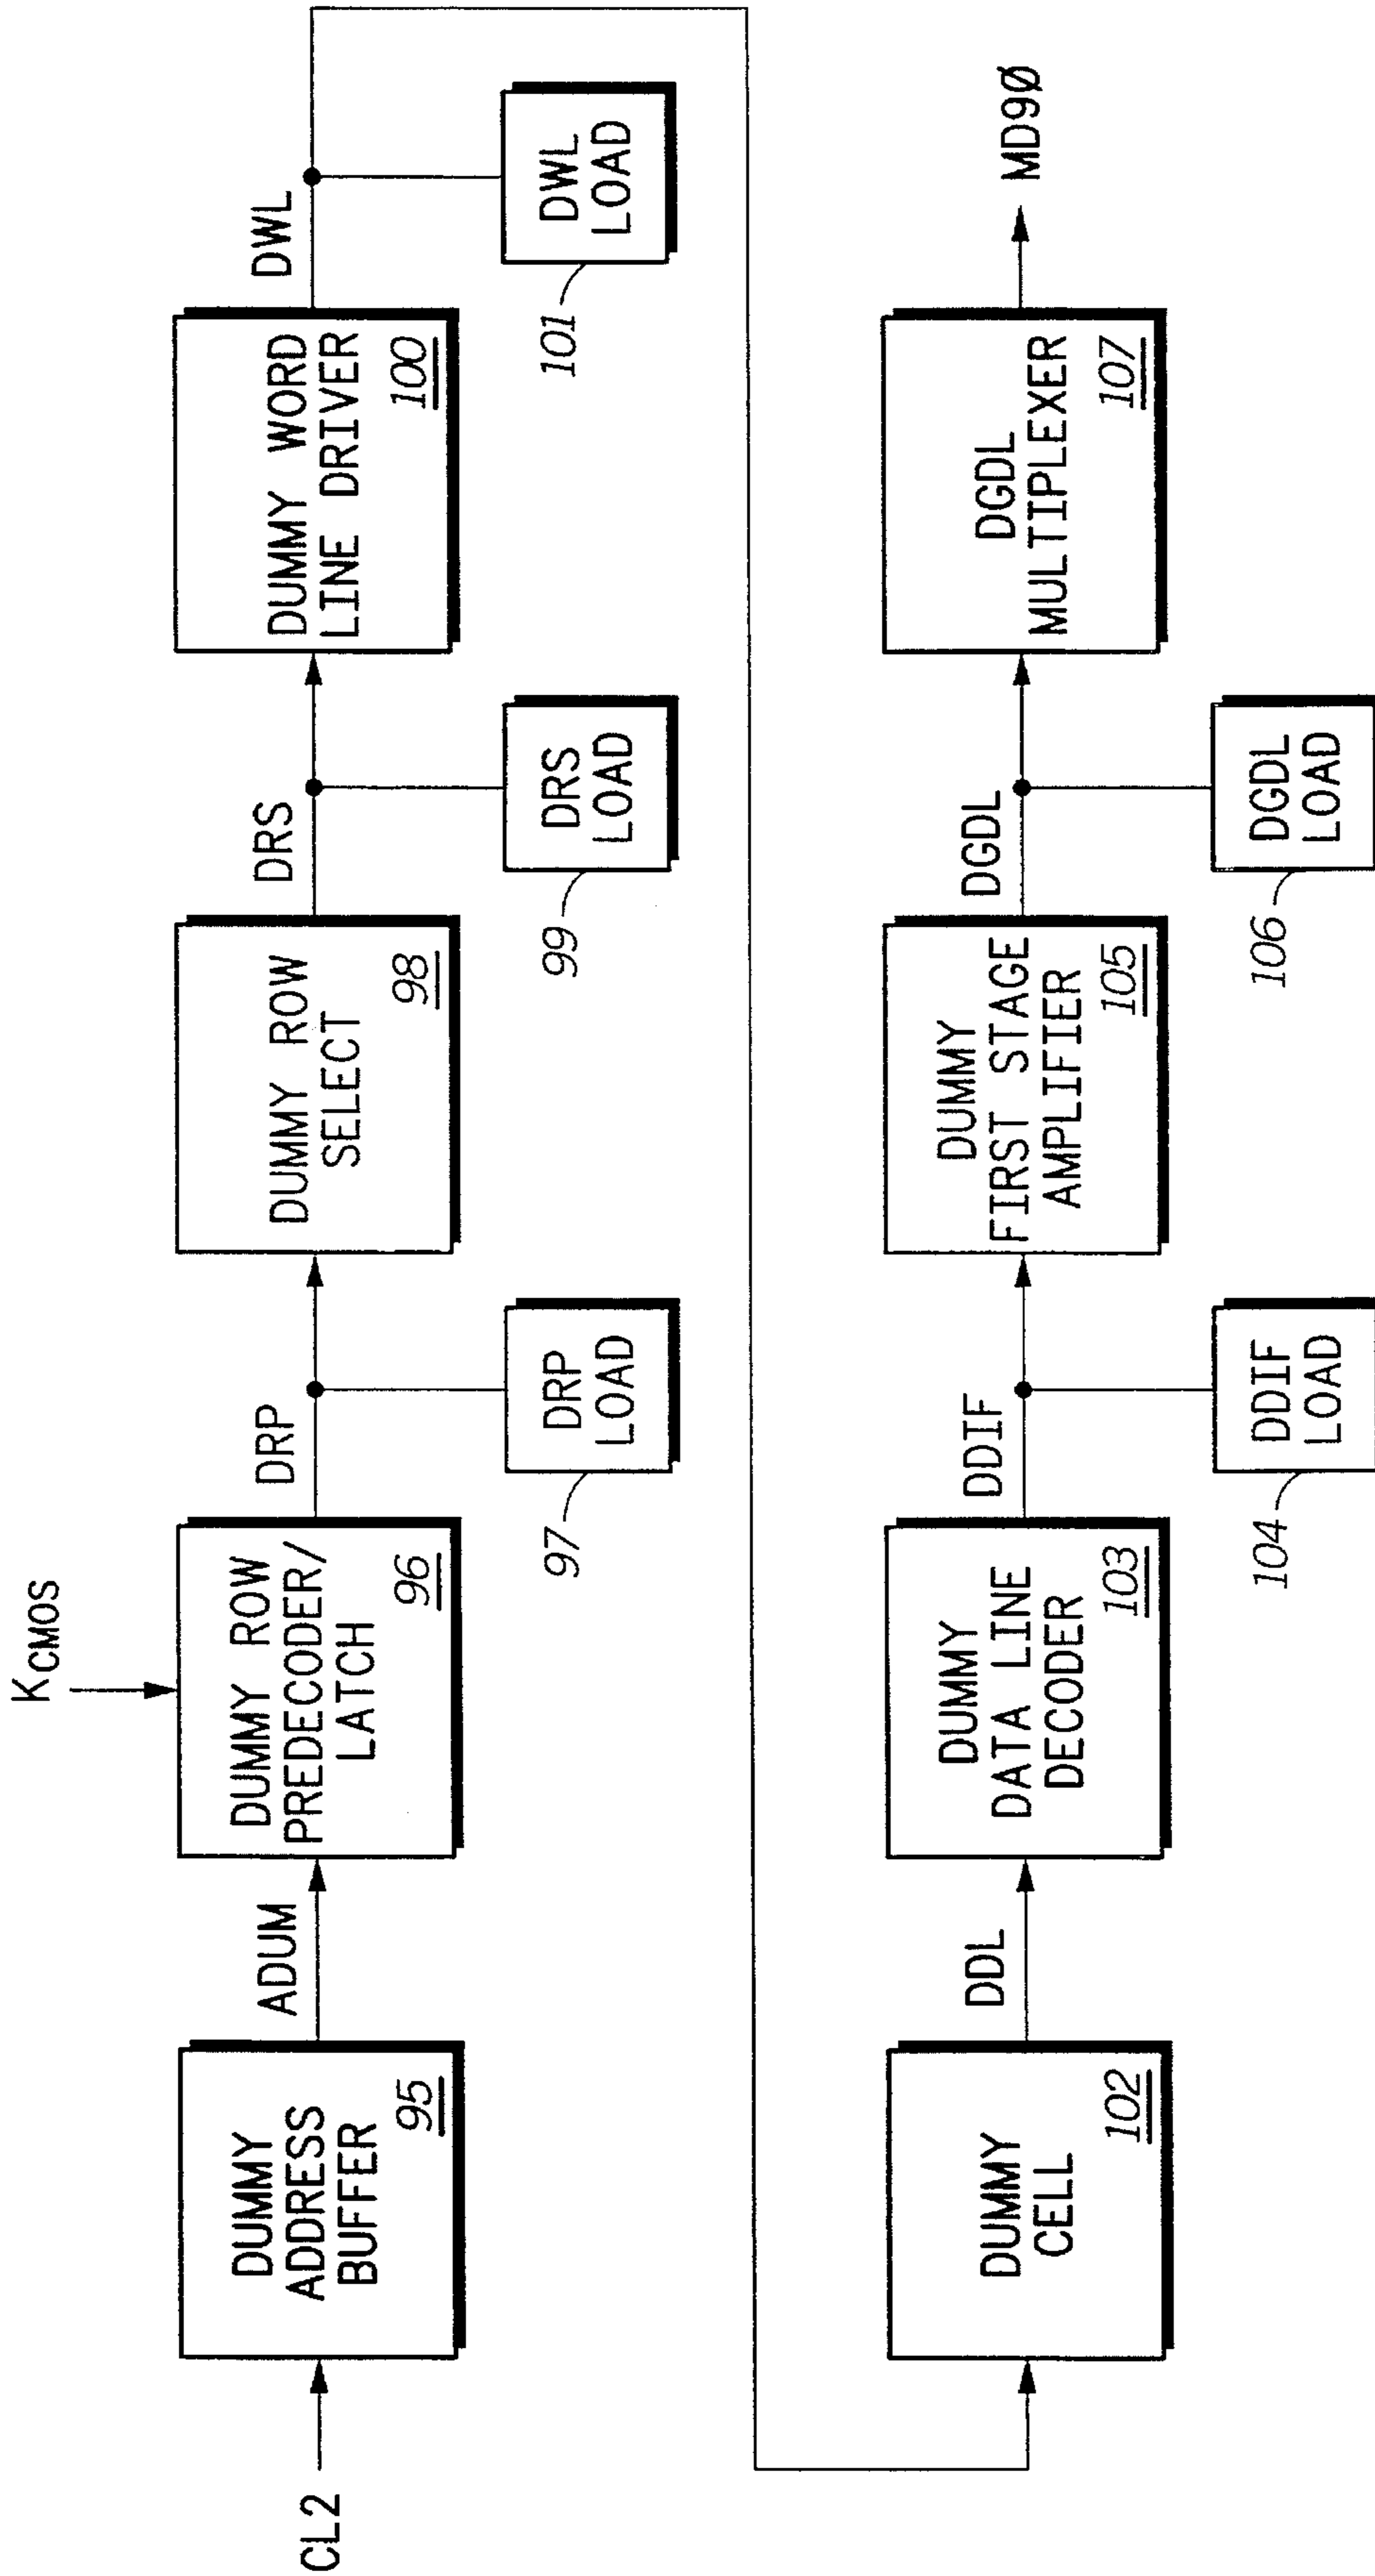 KCMOS
CL2
DUMMY
ADDRESS
BUFFER
95
ADUM
DUMMY ROW
PREDECODER/
LATCH
96
DRP
DRP
LOAD
97
DUMMY ROW
SELECT
98
DRS
DRS
LOAD
99
DUMMY WORD
LINE DRIVER
100
DWL
DWL
LOAD
101
DUMMY
CELL
102
DDL
DUMMY
DATA LINE
DECODER
103
DDIF
DDIF
LOAD
104
DUMMY
FIRST STAGE
AMPLIFIER
105
DGDL
DGDL
LOAD
106
DGDL
MULTIPLEXER
107
MD9Ø